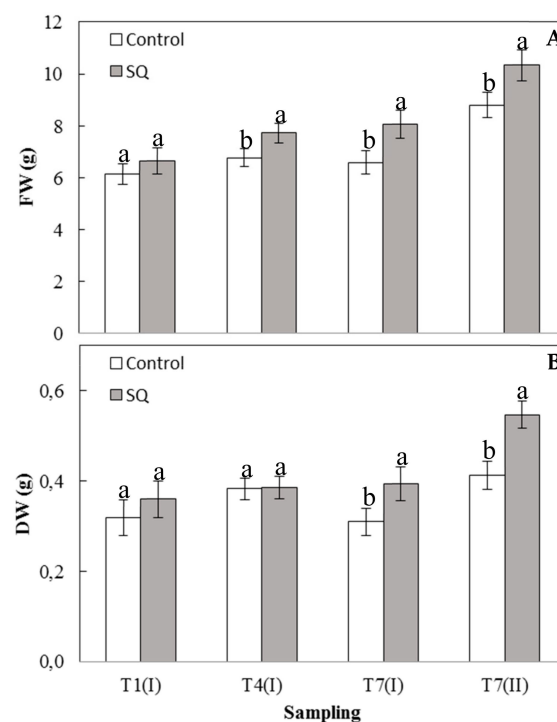 12
A
Control
SQ
10
8
6
4
2
0
FW (g)
a
a
b
a
b
a
b
a
B
Control
SQ
0,6
0,4
0,2
0,0
DW (g)
a
a
a
a
b
a
b
a
T1(I) T4(I) T7(I) T7(II)
Sampling